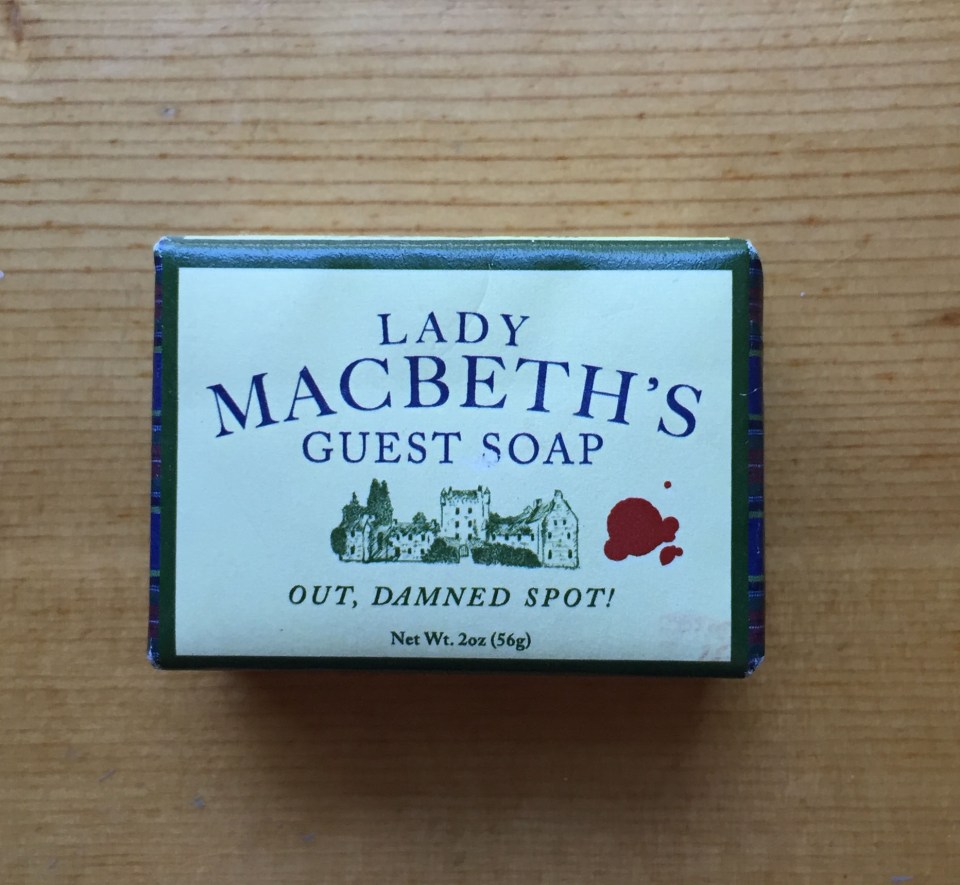 LADY
MACBETH'S
GUEST SOAP
OUT, DAMNED SPOT!
Net Wt. 2oz (56g)